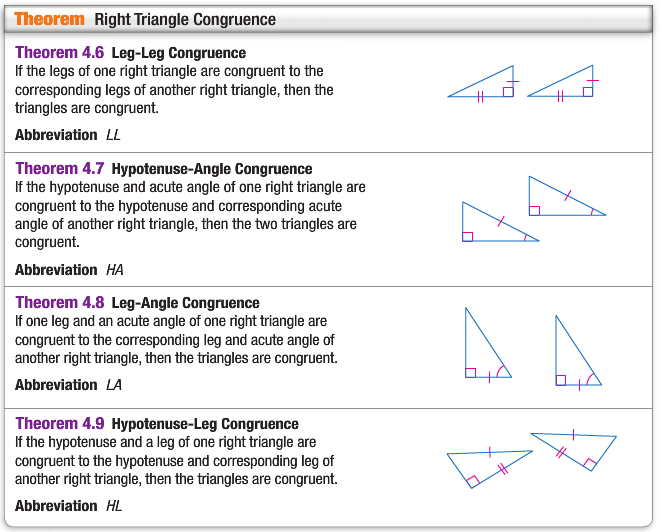 Theorem Right Triangle Congruence
Theorem 4.6 Leg-Leg Congruence
If the legs of one right triangle are congruent to the
corresponding legs of another right triangle, then the
triangles are congruent.
Abbreviation LL
Theorem 4.7 Hypotenuse-Angle Congruence
If the hypotenuse and acute angle of one right triangle are
congruent to the hypotenuse and corresponding acute
angle of another right triangle, then the two triangles are
congruent.
Abbreviation HA
Theorem 4.8 Leg-Angle Congruence
If one leg and an acute angle of one right triangle are
congruent to the corresponding leg and acute angle of
another right triangle, then the triangles are congruent.
Abbreviation LA
Theorem 4.9 Hypotenuse-Leg Congruence
If the hypotenuse and a leg of one right triangle are
congruent to the hypotenuse and corresponding leg of
another right triangle, then the triangles are congruent.
Abbreviation HL